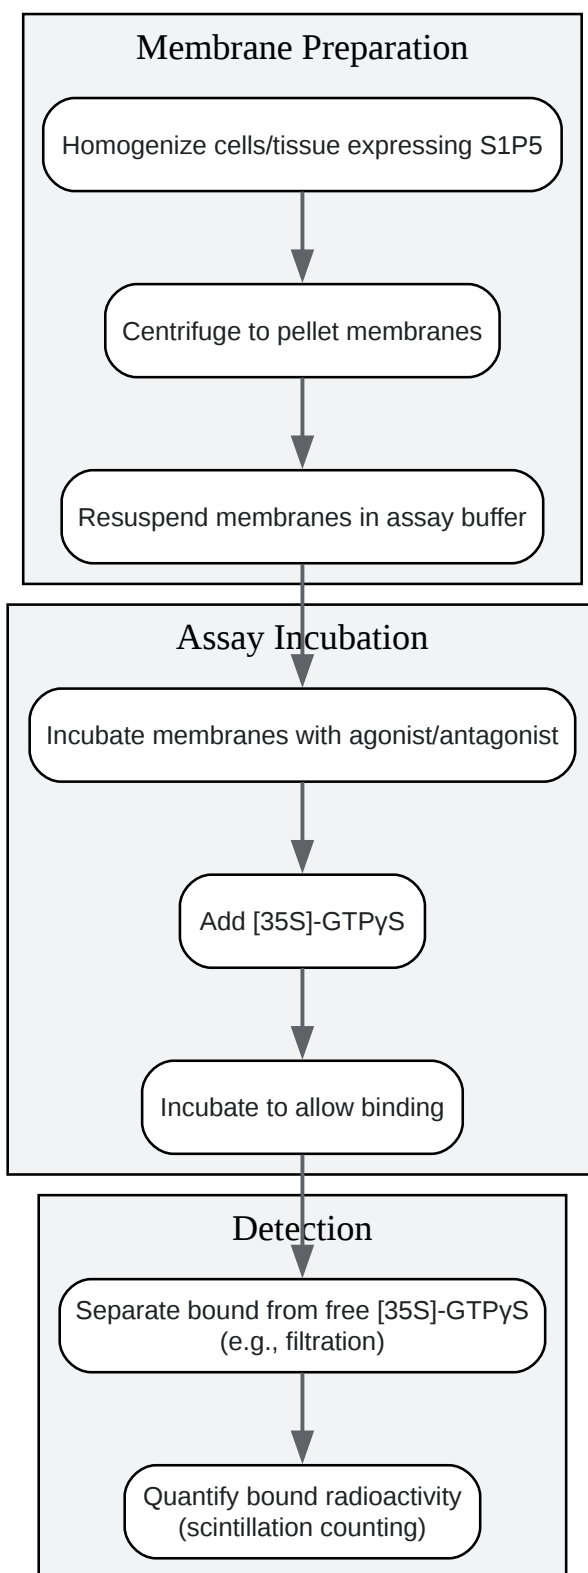 Membrane Preparation
Homogenize cells/tissue expressing S1P5
Centrifuge to pellet membranes
Resuspend membranes in assay buffer
Assay Incubation
Incubate membranes with agonist/antagonist
Add [35S]-GTPγS
Incubate to allow binding
Detection
Separate bound from free [35S]-GTPγS
(e.g., filtration)
Quantify bound radioactivity
(scintillation counting)